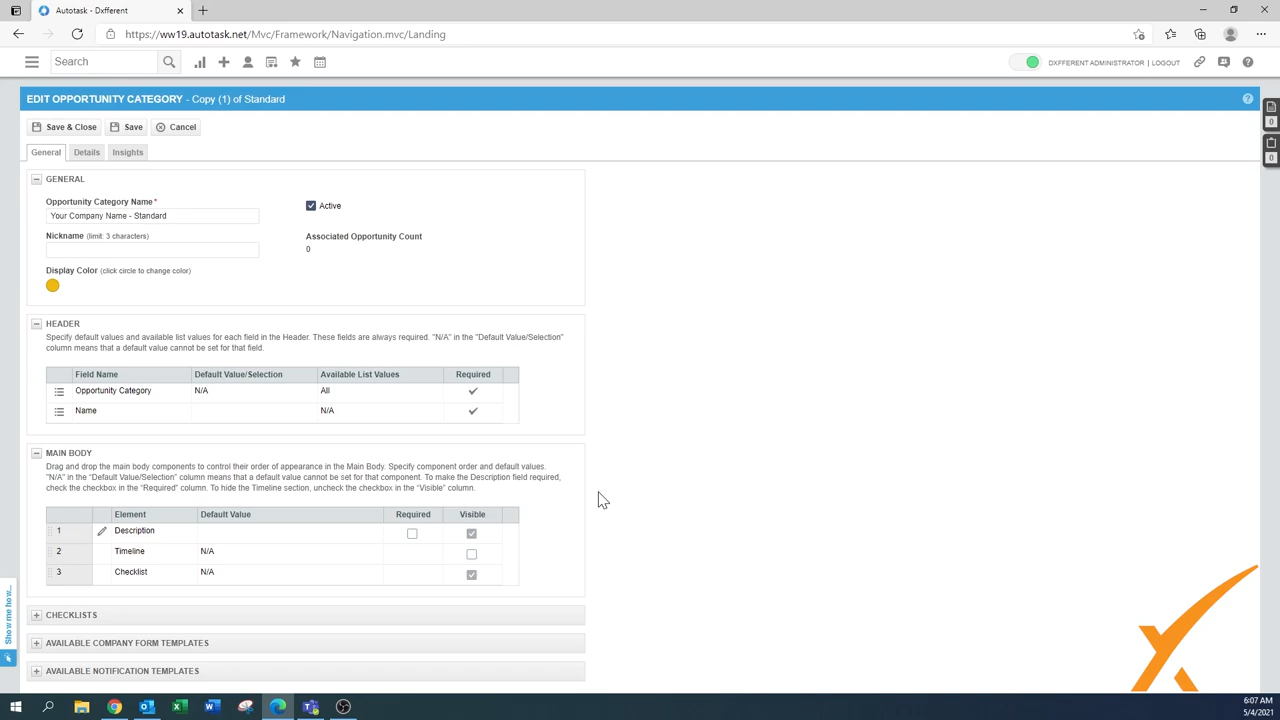 Autotask - Dxfferent
https://ww19.autotask.net/Mvc/Framework/Navigation.mvc/Landing
Search
DXFFERENT ADMINISTRATOR | LOGOUT
EDIT OPPORTUNITY CATEGORY - Copy (1) of Standard
Save & Close Save Cancel
General Details Insights
0
0
GENERAL
Opportunity Category Name*
Your Company Name - Standard
Active
Nickname (limit: 3 characters)
Associated Opportunity Count
0
Display Color (click circle to change color)
HEADER
Specify default values and available list values for each field in the Header. These fields are always required. "N/A" in the "Default Value/Selection"
column means that a default value cannot be set for that field.
Field Name Default Value/Selection Available List Values Required
Opportunity Category N/A All
Name N/A
MAIN BODY
Drag and drop the main body components to control their order of appearance in the Main Body. Specify component order and default values.
"N/A" in the "Default Value/Selection" column means that a default value cannot be set for that component. To make the Description field required,
check the checkbox in the "Required" column. To hide the Timeline section, uncheck the checkbox in the "Visible" column.
Element Default Value Required Visible
1 Description
2 Timeline N/A
3 Checklist N/A
Show me how...
CHECKLISTS
AVAILABLE COMPANY FORM TEMPLATES
AVAILABLE NOTIFICATION TEMPLATES
6:07 AM
5/4/2021